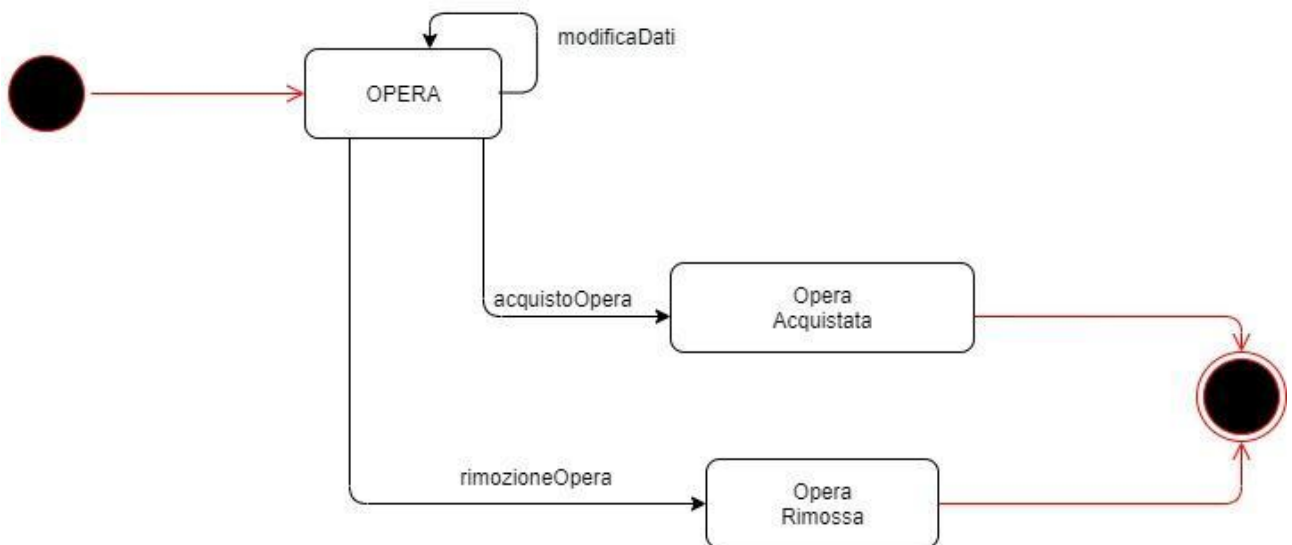 modificaDati
OPERA
acquistoOpera
Opera
Acquistata
rimozioneOpera
Opera
Rimossa